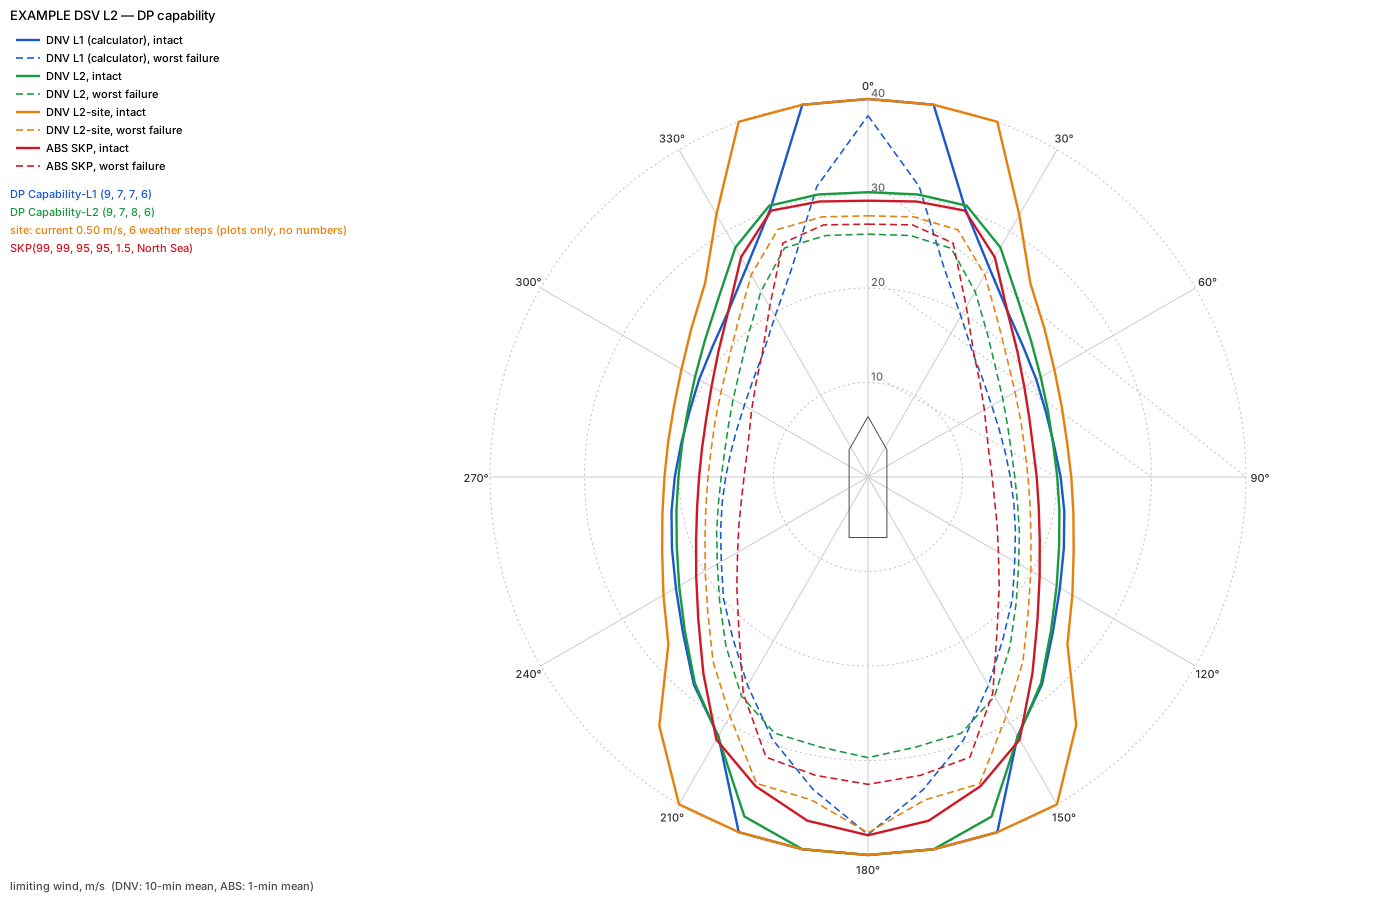 EXAMPLE DSV L2 — DP capability
DNV L1 (calculator), intact
DNV L1 (calculator), worst failure
DNV L2, intact
DNV L2, worst failure
DNV L2-site, intact
DNV L2-site, worst failure
ABS SKP, intact
ABS SKP, worst failure
DP Capability-L1 (9, 7, 7, 6)
DP Capability-L2 (9, 7, 8, 6)
site: current 0.50 m/s, 6 weather steps (plots only, no numbers)
SKP(99, 99, 95, 95, 1.5, North Sea)
0°
40
330°
30°
30
300°
20
60°
10
270°
90°
240°
120°
210°
150°
180°
limiting wind, m/s (DNV: 10-min mean, ABS: 1-min mean)